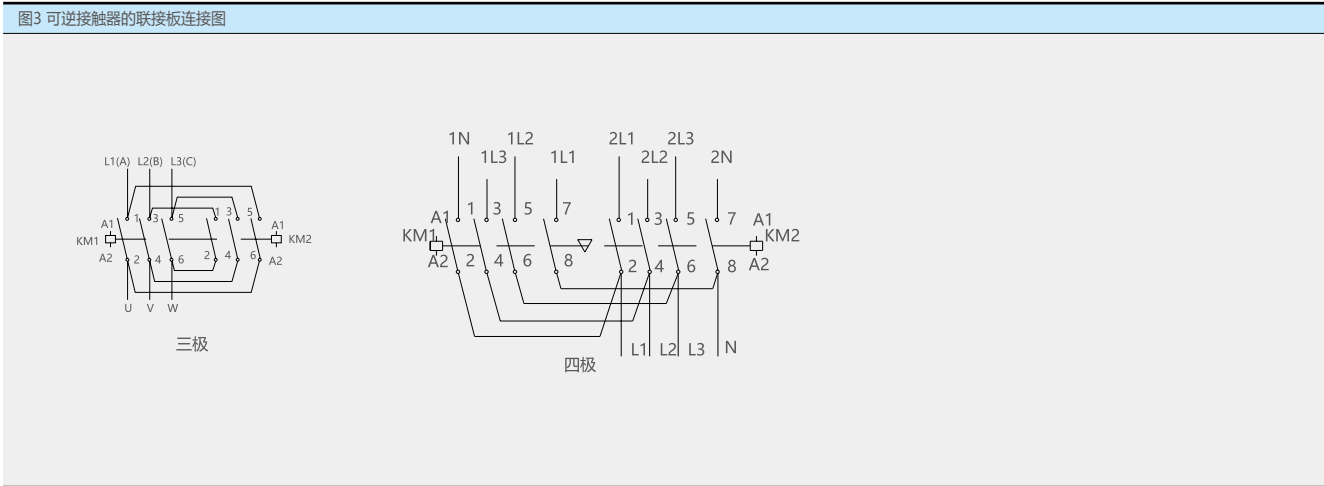 图3 可逆接触器的联接板连接图
1N 1L2 2L1 2L3
1L3 1L1 2L2 2N
L1(A) L2(B) L3(C)
A1 1 3 5 1 3 5 A1
KM1 KM2
A2 2 4 6 2 4 6 A2
U V W
三极
A1 1 3 5 7 1 3 5 7 A1
KM1 KM2
A2 2 4 6 8 2 4 6 8 A2
L1 L2 L3 N
四极